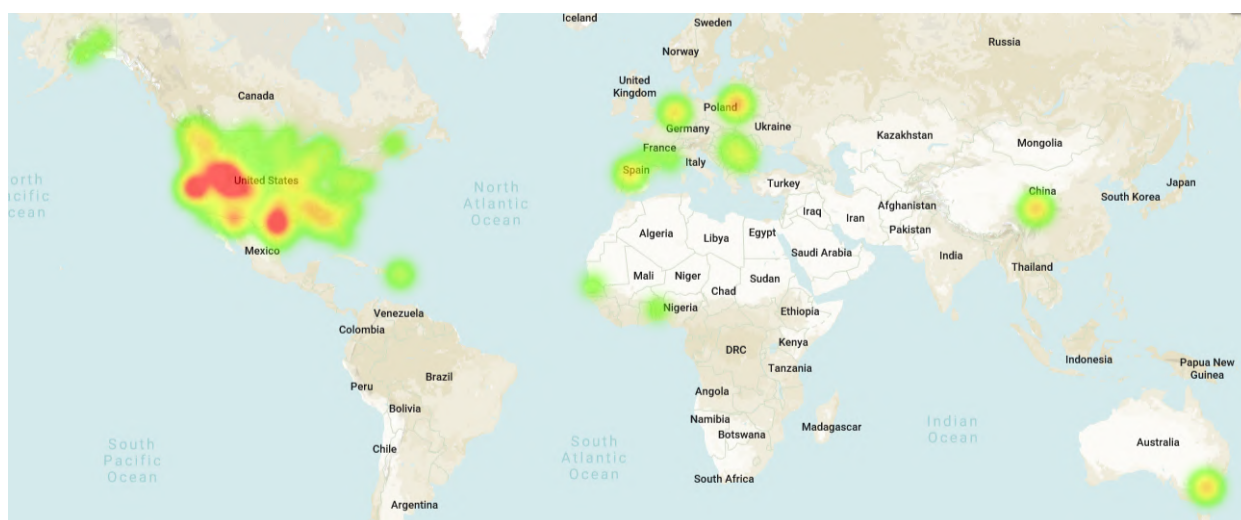 Iceland
Sweden
Russia
Norway
Canada
United
Kingdom
Poland
Germany
Ukraine
Kazakhstan
Mongolia
France
Spain
Italy
United States
North
Atlantic
Ocean
Turkey
China
South Korea
Japan
Iraq
Iran
Afghanistan
Pakistan
Algeria
Libya
Egypt
Saudi Arabia
Mexico
India
Mali
Niger
Chad
Sudan
Thailand
Venezuela
Nigeria
Ethiopia
Colombia
Kenya
DRC
Tanzania
Indonesia
Papua New
Guinea
Peru
Brazil
Angola
Bolivia
Namibia
Botswana
Madagascar
Indian
Ocean
Chile
South
Pacific
Ocean
South
Atlantic
Ocean
Australia
South Africa
Argentina